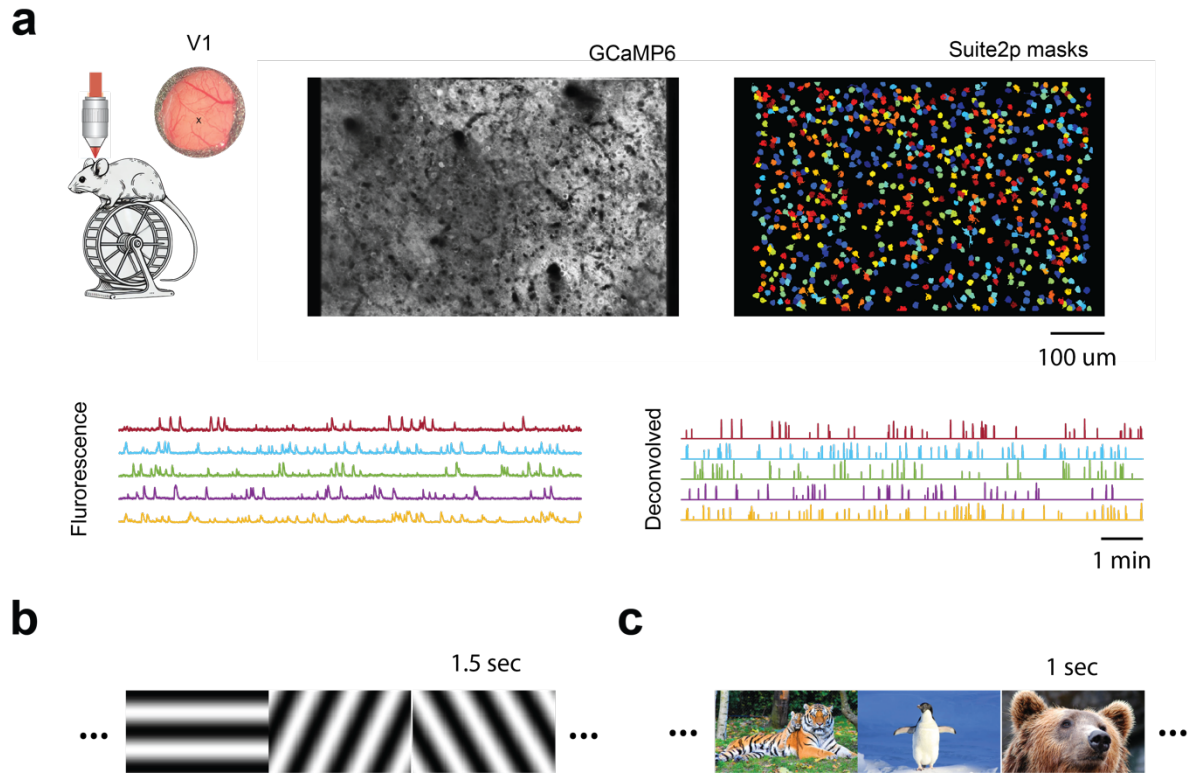 a
V1
GCaMP6
Suite2p masks
x
100 um
Flurorescence
Deconvolved
1 min
b
c
1.5 sec
1 sec
...
...
...
...